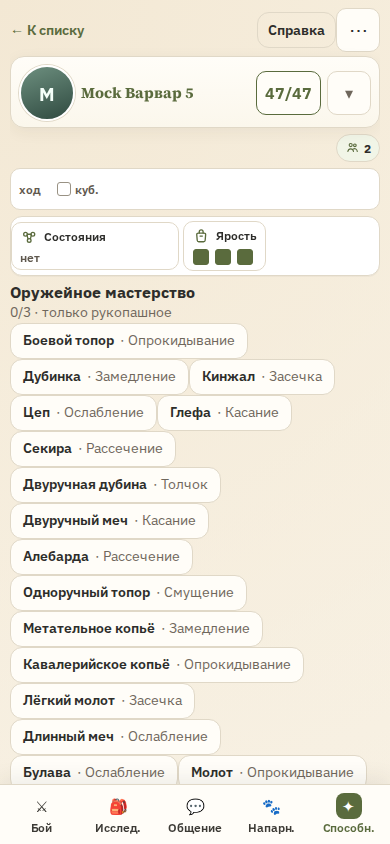 ← К списку
Справка
...
М
Mock Варвар 5
47/47
▾
2
ход
куб.
Состояния
нет
Ярость
Оружейное мастерство
0/3 · только рукопашное
Боевой топор · Опрокидывание
Дубинка · Замедление
Кинжал · Засечка
Цеп · Ослабление
Глефа · Касание
Секира · Рассечение
Двуручная дубина · Толчок
Двуручный меч · Касание
Алебарда · Рассечение
Одноручный топор · Смущение
Метательное копьё · Замедление
Кавалерийское копьё · Опрокидывание
Лёгкий молот · Засечка
Длинный меч · Ослабление
Булава · Ослабление
Молот · Опрокидывание
Бой
Исслед.
Общение
Напарн.
Способн.